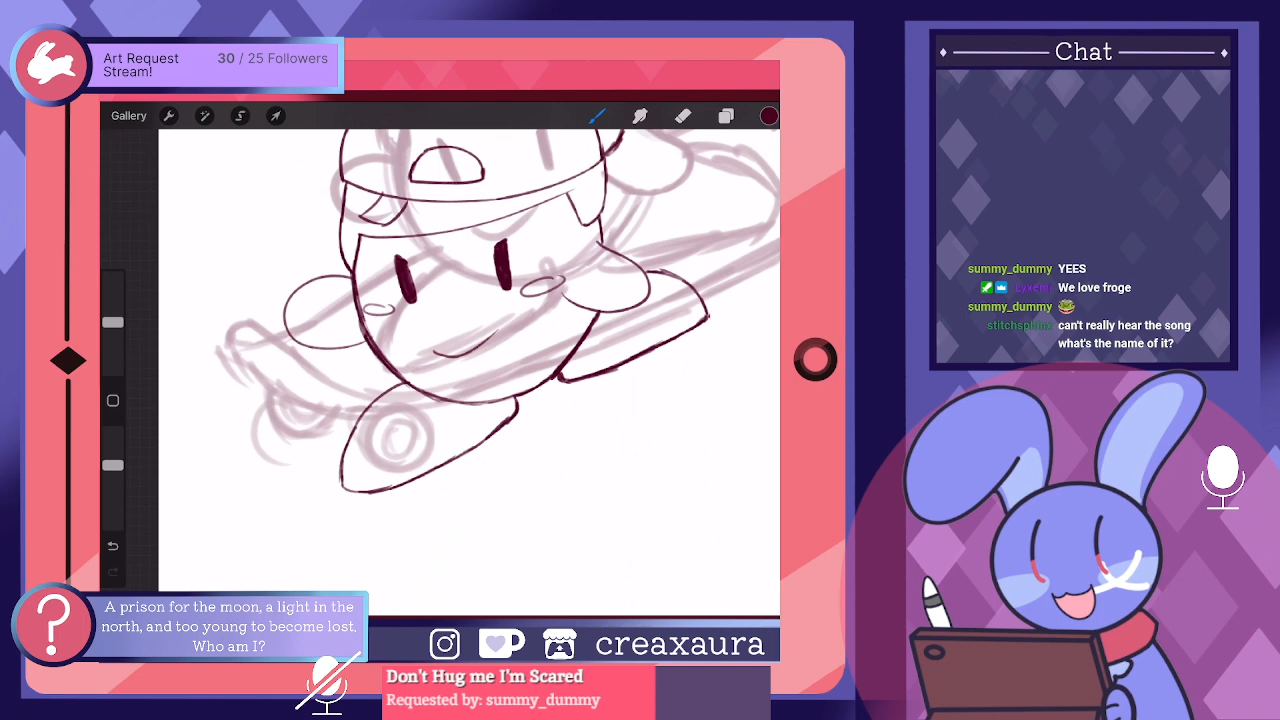 Art Request
Stream!
30 / 25 Followers
Gallery
Chat
summy_dummy YEES
Lyxem We love froge
summy_dummy
stitchsphinx can't really hear the song
what's the name of it?
A prison for the moon, a light in the
north, and too young to become lost.
Who am I?
creaxaura
Don't Hug me I'm Scared
Requested by: summy_dummy